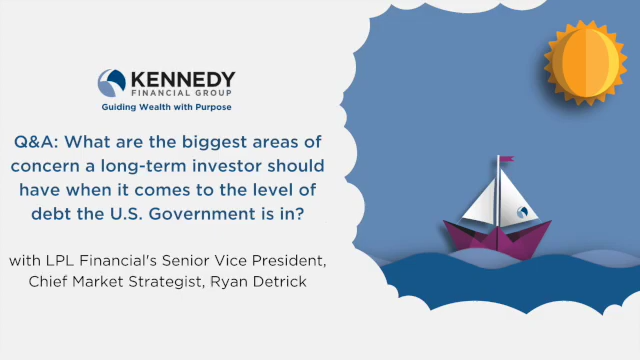 KENNEDY
FINANCIAL GROUP
Guiding Wealth with Purpose
Q&A: What are the biggest areas of
concern a long-term investor should
have when it comes to the level of
debt the U.S. Government is in?
with LPL Financial's Senior Vice President,
Chief Market Strategist, Ryan Detrick